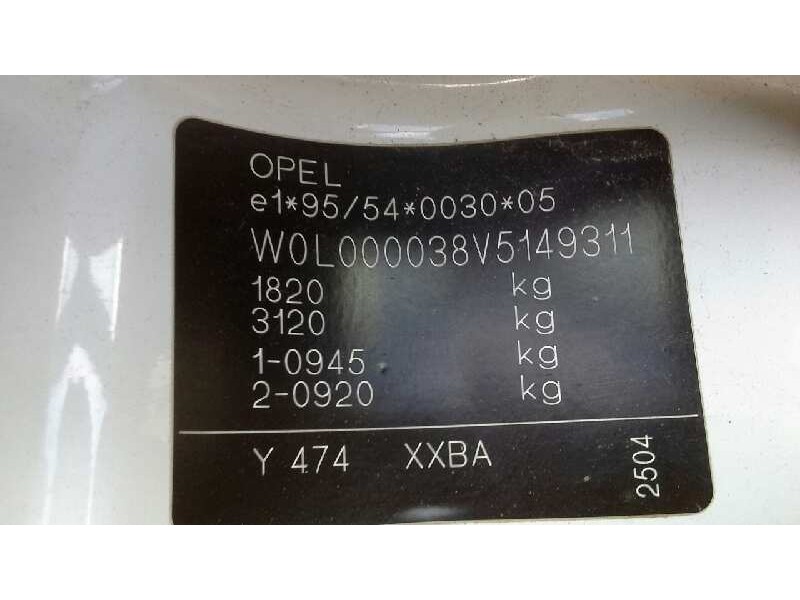 OPEL
e1*95/54*0030*05
W0L000038V5149311
1820 kg
3120 kg
1-0945 kg
2-0920 kg
Y 474 XXBA
2504